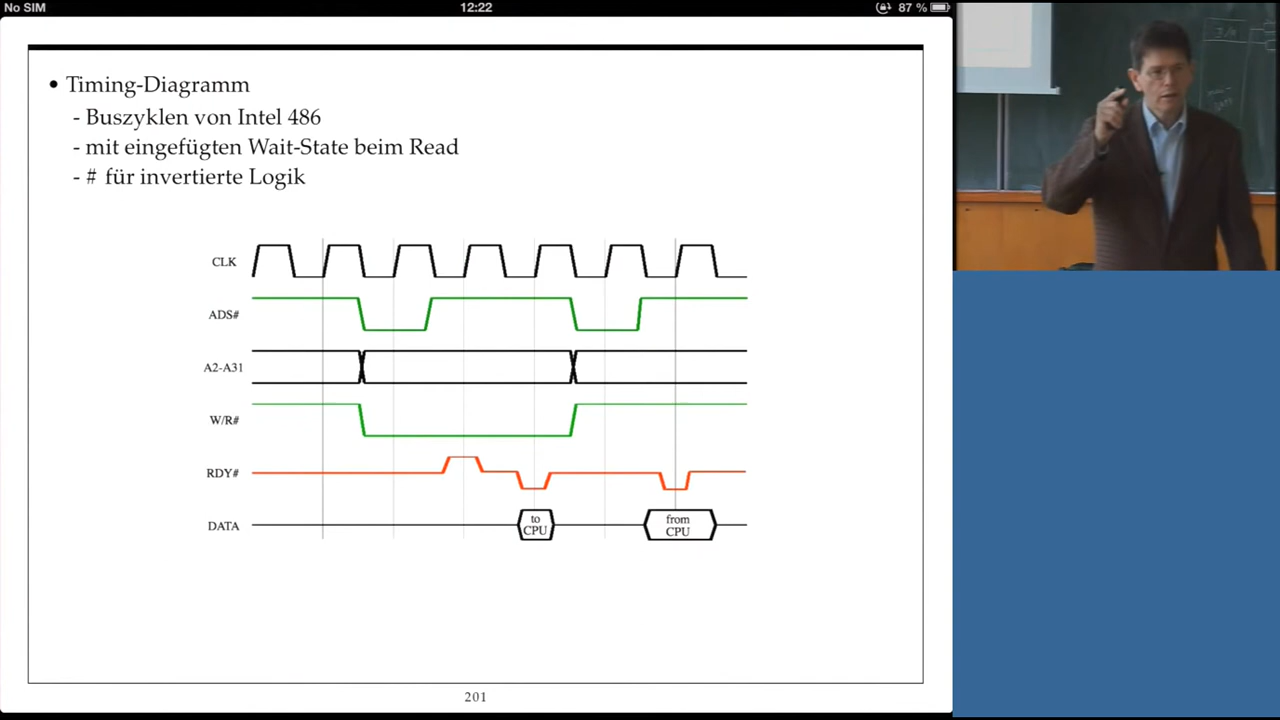 No SIM 12:22 87 %
• Timing-Diagramm
- Buszyklen von Intel 486
- mit eingefügten Wait-State beim Read
- # für invertierte Logik
CLK
ADS#
A2-A31
W/R#
RDY#
DATA
to
CPU
from
CPU
201